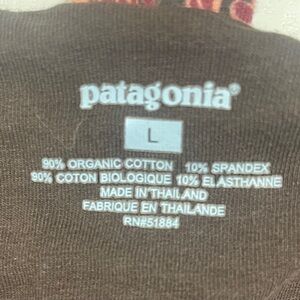 patagonia®
L
90% ORGANIC COTTON 10% SPANDEX
90% COTON BIOLOGIQUE 10% ELASTHANNE
MADE IN THAILAND
FABRIQUE EN THAILANDE
RN#51884